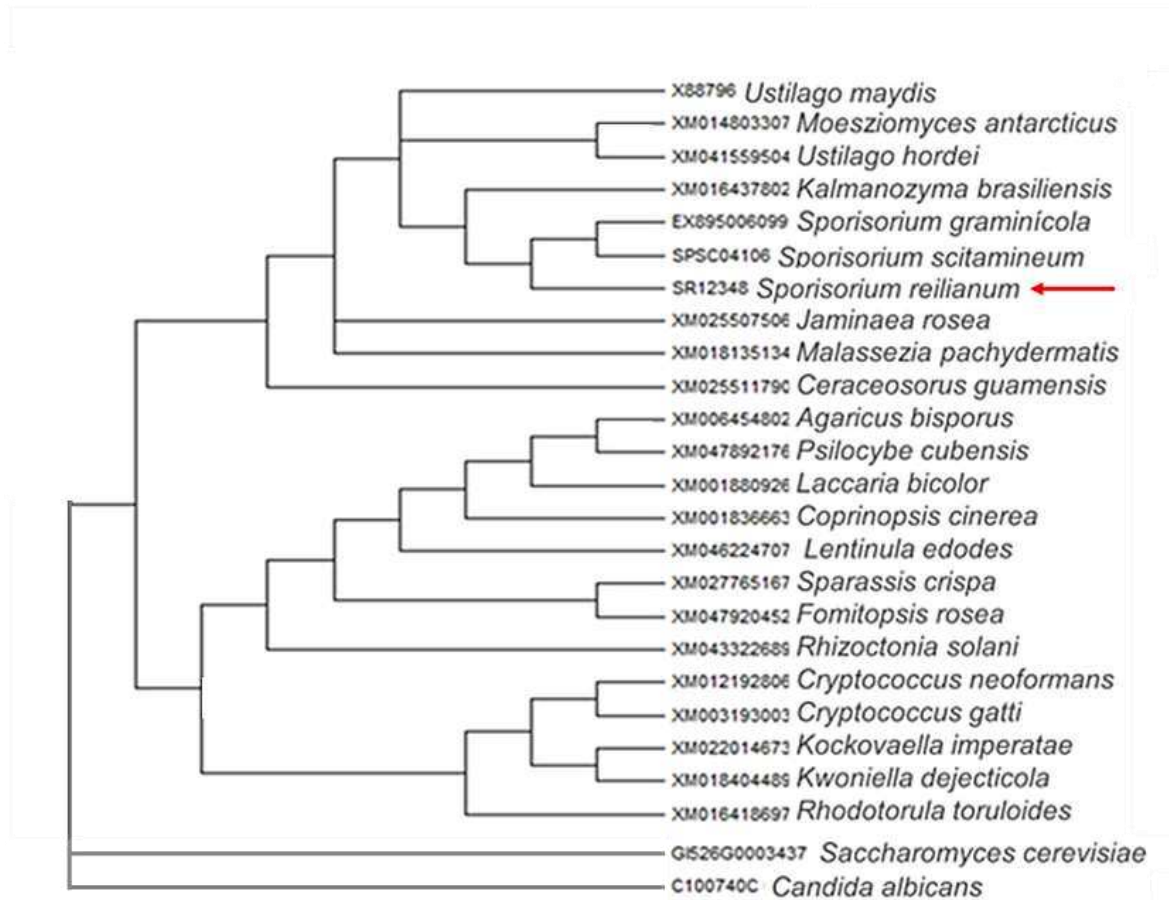 X88796 Ustilago maydis
XM014803307 Moesziomyces antarcticus
XM041559504 Ustilago hordei
XM016437802 Kalmanozyma brasiliensis
EX895006099 Sporisorium graminícola
SPSC04106 Sporisorium scitamineum
SR12348 Sporisorium reilianum
XM025507506 Jaminaea rosea
XM018135134 Malassezia pachydermatis
XM025511790 Ceraceosorus guamensis
XM006454802 Agaricus bisporus
XM047892176 Psilocybe cubensis
XM001880926 Laccaria bicolor
XM001836663 Coprinopsis cinerea
XM046224707 Lentinula edodes
XM027765167 Sparassis crispa
XM047920452 Fomitopsis rosea
XM043322689 Rhizoctonia solani
XM012192806 Cryptococcus neoformans
XM003193003 Cryptococcus gatti
XM022014673 Kockovaella imperatae
XM018404489 Kwoniella dejecticola
XM016418697 Rhodotorula toruloides
GI526G0003437 Saccharomyces cerevisiae
C100740C Candida albicans